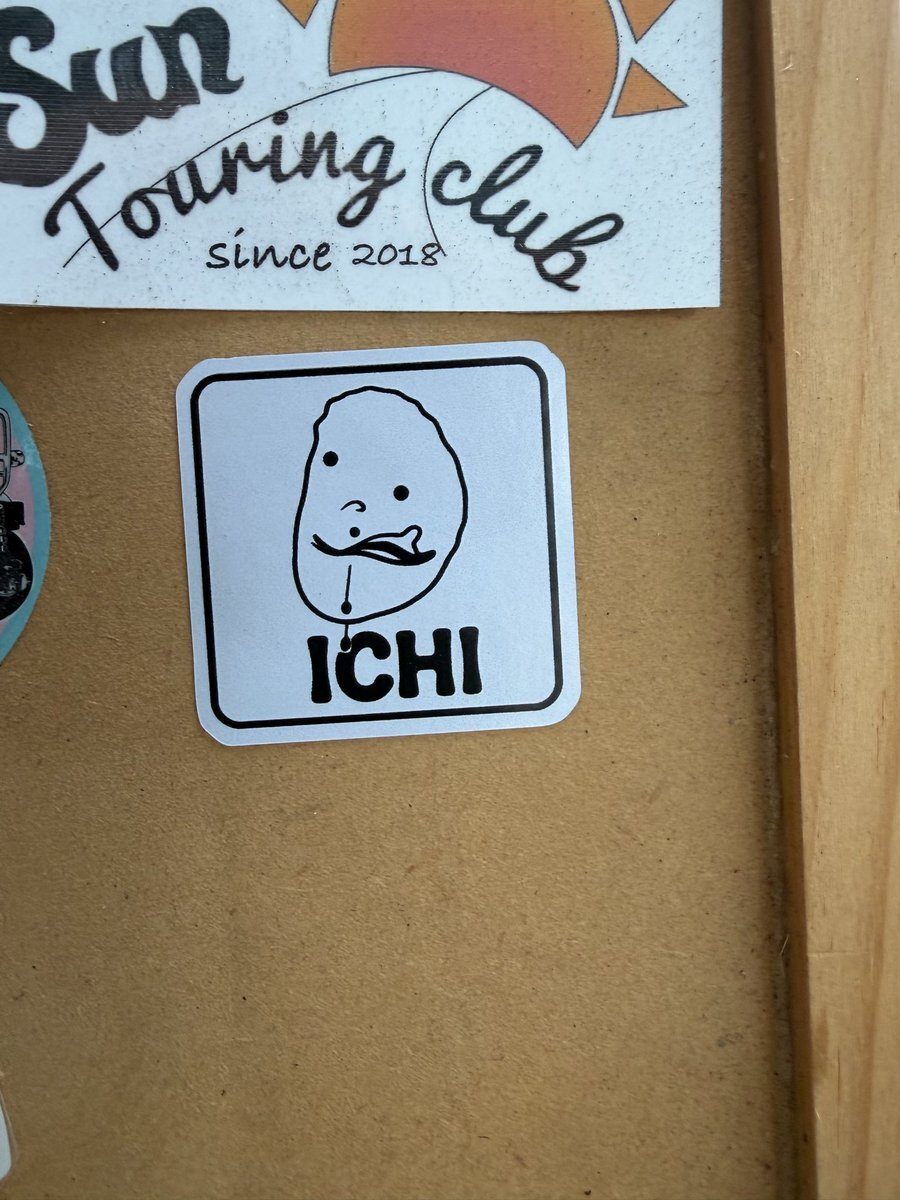 Sun
Touring club
since 2018
ICHI